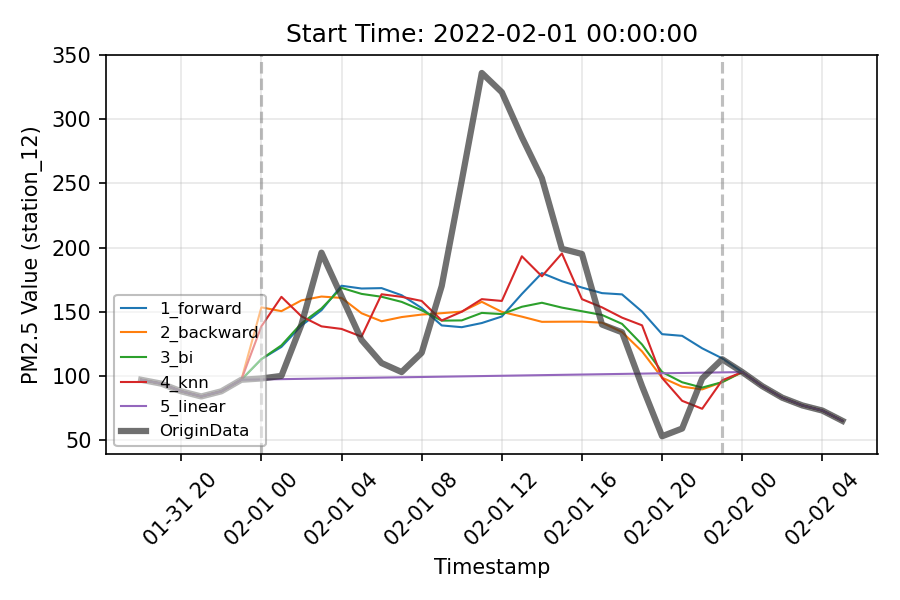 Start Time: 2022-02-01 00:00:00
PM2.5 Value (station_12)
350
300
250
200
150
100
50
1_forward
2_backward
3_bi
4_knn
5_linear
OriginData
01-31 20
02-01 00
02-01 04
02-01 08
02-01 12
02-01 16
02-01 20
02-02 00
02-02 04
Timestamp